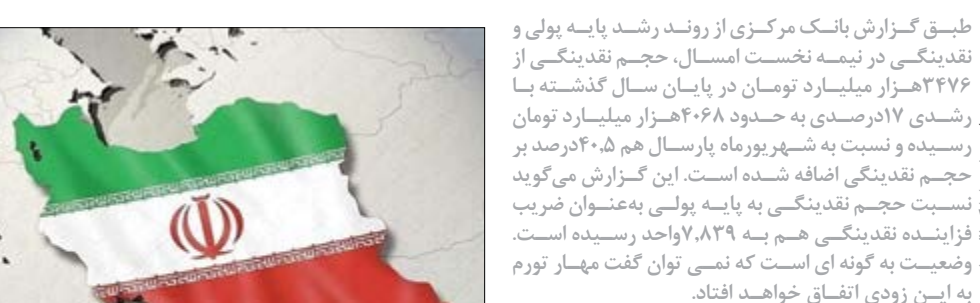 طبق گزارش بانک مرکزی از روند رشد پایه پولی و
نقدینگی در نیمه نخست امسال، حجم نقدینگی از
۳۴۷۶هزار میلیارد تومان در پایان سال گذشته با
رشدی ۱۷درصدی به حدود ۴۰۶۸هزار میلیارد تومان
رسیده و نسبت به شهریورماه پارسال هم ۴۰٫۵درصد بر
حجم نقدینگی اضافه شده است. این گزارش می‌گوید
نسبت حجم نقدینگی به پایه پولی به‌عنوان ضریب
فزاینده نقدینگی هم به ۷٫۸۳۹واحد رسیده است.
وضعیت به گونه ای است که نمی توان گفت مهار تورم
به این زودی اتفاق خواهد افتاد.